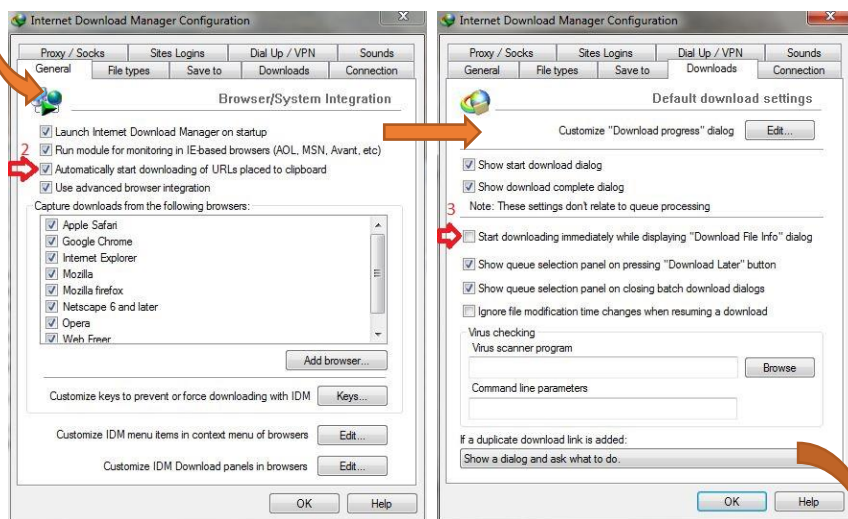 Internet Download Manager Configuration
Proxy / Socks
Sites Logins
Dial Up / VPN
Sounds
General
File types
Save to
Downloads
Connection
Browser/System Integration
Launch Internet Download Manager on startup
2
Run module for monitoring in IE-based browsers (AOL, MSN, Avant, etc)
Automatically start downloading of URLs placed to clipboard
Use advanced browser integration
Capture downloads from the following browsers:
Apple Safari
Google Chrome
Internet Explorer
Mozilla
Mozilla firefox
Netscape 6 and later
Opera
Web Freer
Add browser...
Customize keys to prevent or force downloading with IDM
Keys...
Customize IDM menu items in context menu of browsers
Edit...
Customize IDM Download panels in browsers
Edit...
OK
Help
Internet Download Manager Configuration
Proxy / Socks
Sites Logins
Dial Up / VPN
Sounds
General
File types
Save to
Downloads
Connection
Default download settings
Customize "Download progress" dialog
Edit...
Show start download dialog
Show download complete dialog
Note: These settings don't relate to queue processing
3
Start downloading immediately while displaying "Download File Info" dialog
Show queue selection panel on pressing "Download Later" button
Show queue selection panel on closing batch download dialogs
Ignore file modification time changes when resuming a download
Virus checking
Virus scanner program
Browse
Command line parameters
If a duplicate download link is added:
Show a dialog and ask what to do.
OK
Help